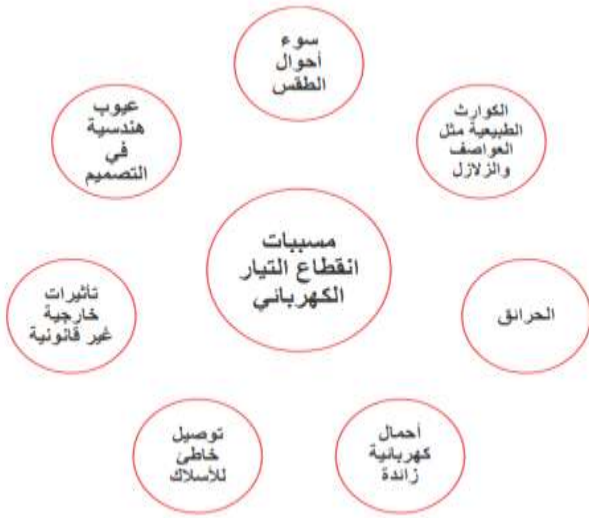 سوء
أحوال
الطقس
الكوارث
الطبيعية مثل
العواصف
والزلازل
عيوب
هندسية
في
التصميم
مسببات
انقطاع التيار
الكهربائي
الحرائق
تأثيرات
خارجية
غير قانونية
أحمال
كهربائية
زائدة
توصيل
خاطئ
للأسلاك